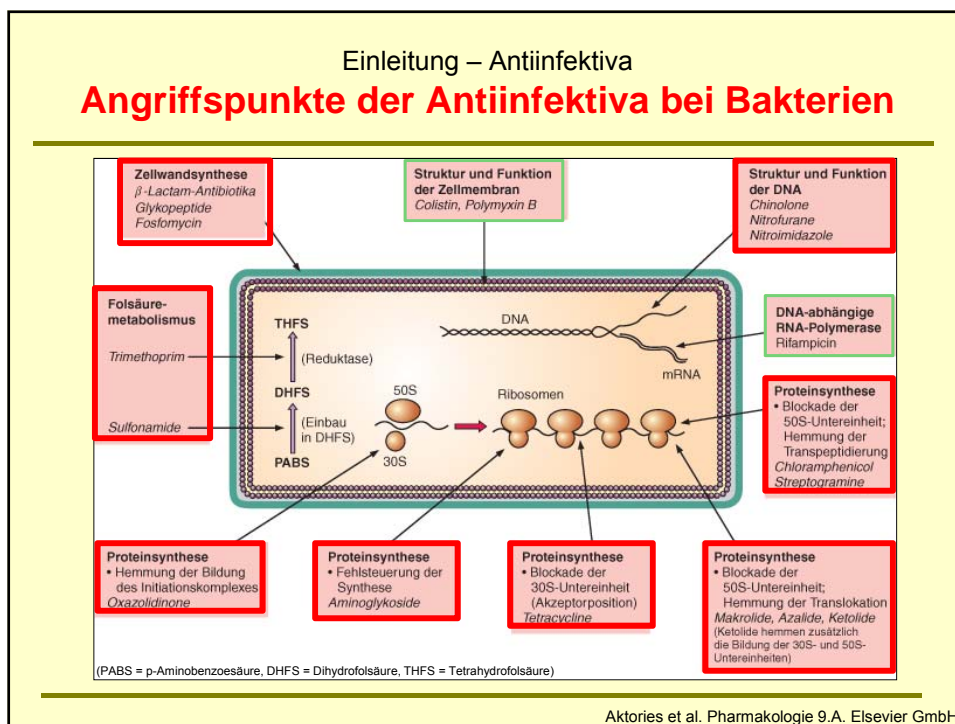 Einleitung – Antiinfektiva
Angriffspunkte der Antiinfektiva bei Bakterien
Zellwandsynthese
β-Lactam-Antibiotika
Glykopeptide
Fosfomycin
Struktur und Funktion
der Zellmembran
Colistin, Polymyxin B
Struktur und Funktion
der DNA
Chinolone
Nitrofurane
Nitroimidazole
Folsäure-
metabolismus
Trimethoprim
Sulfonamide
THFS
(Reduktase)
DHFS
(Einbau
in DHFS)
PABS
50S
30S
DNA
mRNA
Ribosomen
DNA-abhängige
RNA-Polymerase
Rifampicin
Proteinsynthese
• Blockade der
50S-Untereinheit;
Hemmung der
Transpeptidierung
Chloramphenicol
Streptogramine
Proteinsynthese
• Hemmung der Bildung
des Initiationskomplexes
Oxazolidinone
Proteinsynthese
• Fehlsteuerung der
Synthese
Aminoglykoside
Proteinsynthese
• Blockade der
30S-Untereinheit
(Akzeptorposition)
Tetracycline
Proteinsynthese
• Blockade der
50S-Untereinheit;
Hemmung der Translokation
Makrolide, Azalide, Ketolide
(Ketolide hemmen zusätzlich
die Bildung der 30S- und 50S-
Untereinheiten)
(PABS = p-Aminobenzoesäure, DHFS = Dihydrofolsäure, THFS = Tetrahydrofolsäure)
Aktories et al. Pharmakologie 9.A. Elsevier GmbH